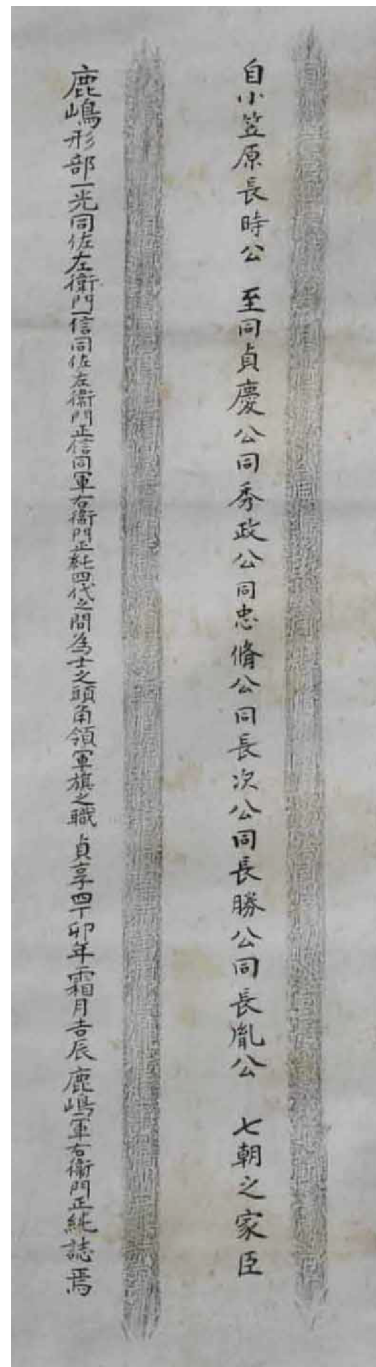 自小笠原長時公 至同貞慶公同秀政公同忠脩公同長次公同長勝公同長胤公 七朝之家臣
鹿嶋形部一光同佐左衛門一信同佐左衛門正信同軍右衛門正純四代之間為士之頭角領軍旗之職 貞享四丁卯年霜月吉辰 鹿嶋軍右衛門正純誌焉